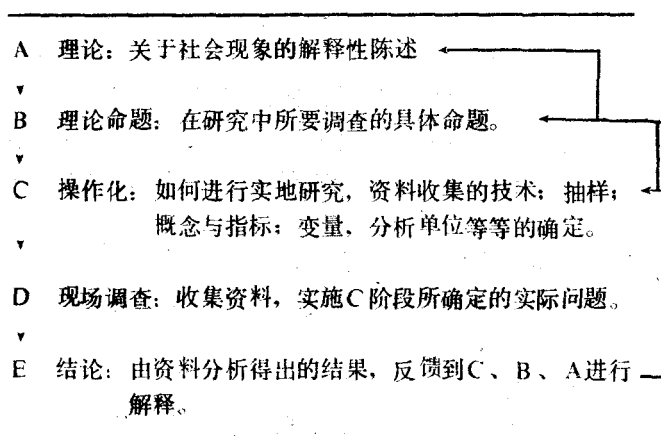 A 理论：关于社会现象的解释性陈述
B 理论命题：在研究中所要调查的具体命题。
C 操作化：如何进行实地研究，资料收集的技术；抽样；
概念与指标；变量，分析单位等等的确定。
D 现场调查：收集资料，实施C阶段所确定的实际问题。
E 结论：由资料分析得出的结果，反馈到C、B、A进行
解释。